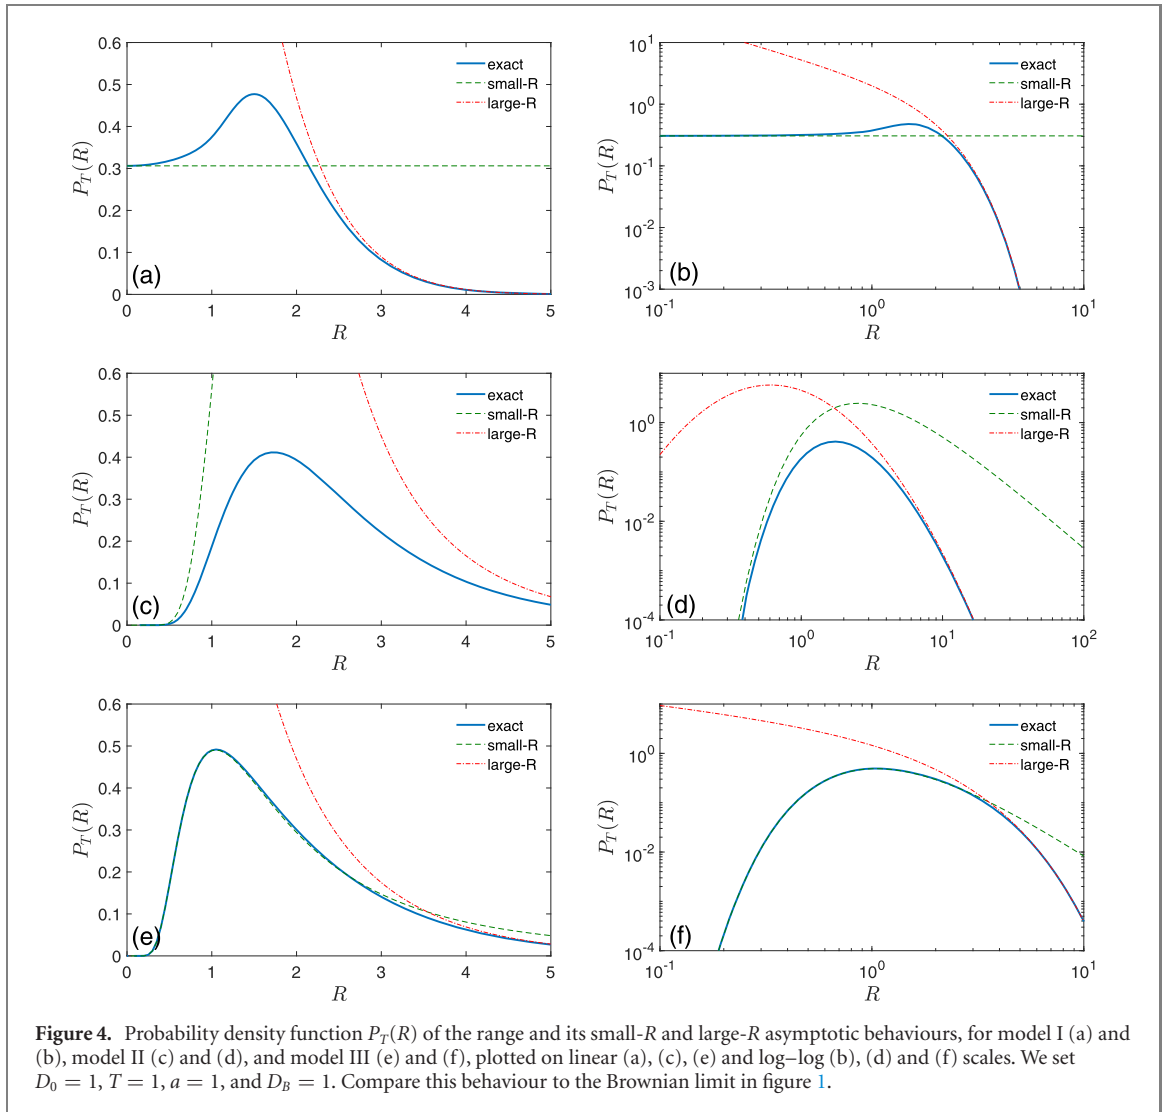 0.6
0.5
0.4
0.3
0.2
0.1
0
P_T(R)
exact
small-R
large-R
(a)
0 1 2 3 4 5
R
10^1
10^0
10^-1
10^-2
10^-3
P_T(R)
exact
small-R
large-R
(b)
10^-1 10^0 10^1
R
0.6
0.5
0.4
0.3
0.2
0.1
0
P_T(R)
exact
small-R
large-R
(c)
0 1 2 3 4 5
R
10^0
10^-2
10^-4
P_T(R)
exact
small-R
large-R
(d)
10^-1 10^0 10^1 10^2
R
0.6
0.5
0.4
0.3
0.2
0.1
0
P_T(R)
exact
small-R
large-R
(e)
0 1 2 3 4 5
R
10^0
10^-2
10^-4
P_T(R)
exact
small-R
large-R
(f)
10^-1 10^0 10^1
R
Figure 4. Probability density function P_T(R) of the range and its small-R and large-R asymptotic behaviours, for model I (a) and
(b), model II (c) and (d), and model III (e) and (f), plotted on linear (a), (c), (e) and log–log (b), (d) and (f) scales. We set
D_0 = 1, T = 1, a = 1, and D_B = 1. Compare this behaviour to the Brownian limit in figure 1.